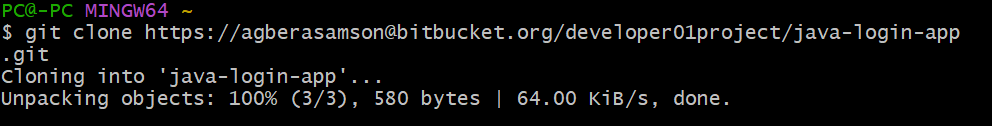 PC@-PC MINGW64 ~
$ git clone https://agberasamson@bitbucket.org/developer01project/java-login-app
.git
Cloning into 'java-login-app'...
Unpacking objects: 100% (3/3), 580 bytes | 64.00 KiB/s, done.